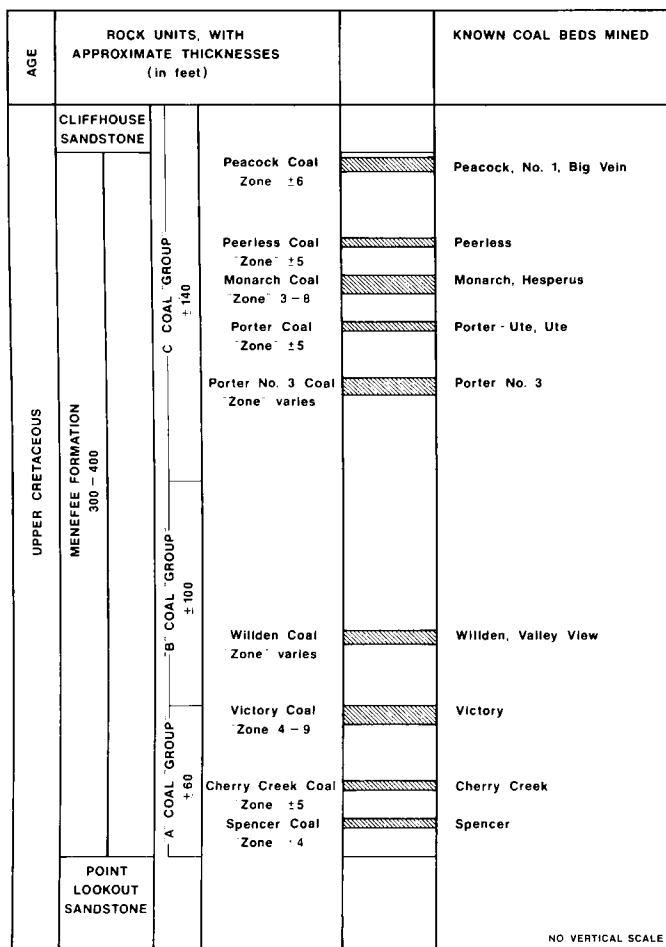 AGE
ROCK UNITS, WITH
APPROXIMATE THICKNESSES
(in feet)
KNOWN COAL BEDS MINED
UPPER CRETACEOUS
CLIFFHOUSE
SANDSTONE
MENEFEE FORMATION
300-400
POINT
LOOKOUT
SANDSTONE
C COAL "GROUP"
±140
"B" COAL "GROUP"
±100
"A" COAL "GROUP"
±60
Peacock Coal
Zone ±6
Peacock, No. 1, Big Vein
Peerless Coal
"Zone" ±5
Peerless
Monarch Coal
"Zone" 3-8
Monarch, Hesperus
Porter Coal
"Zone" ±5
Porter-Ute, Ute
Porter No. 3 Coal
"Zone" varies
Porter No. 3
Willden Coal
"Zone" varies
Willden, Valley View
Victory Coal
Zone 4-9
Victory
Cherry Creek Coal
Zone ±5
Cherry Creek
Spencer Coal
Zone 4
Spencer
NO VERTICAL SCALE